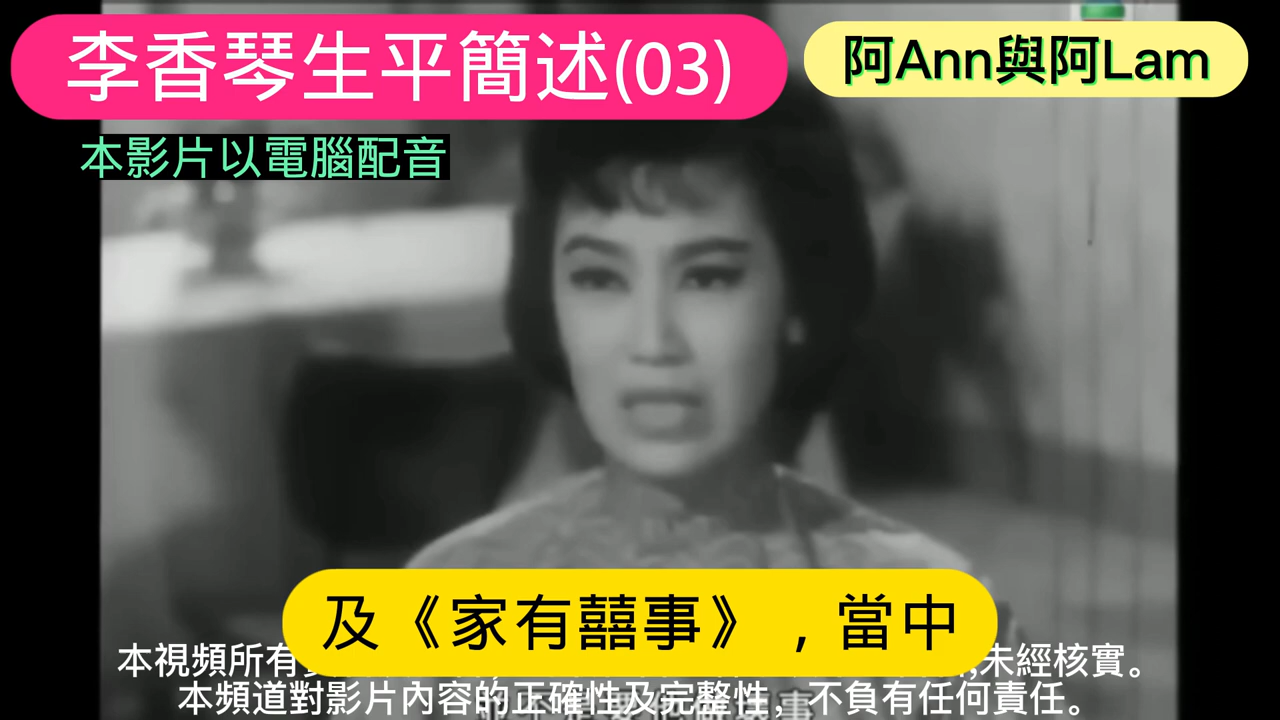 李香琴生平簡述(03)
阿Ann與阿Lam
本影片以電腦配音
及《家有囍事》，當中
本視頻所有 未經核實。
本頻道對影片內容的正確性及完整性，不負有任何責任。